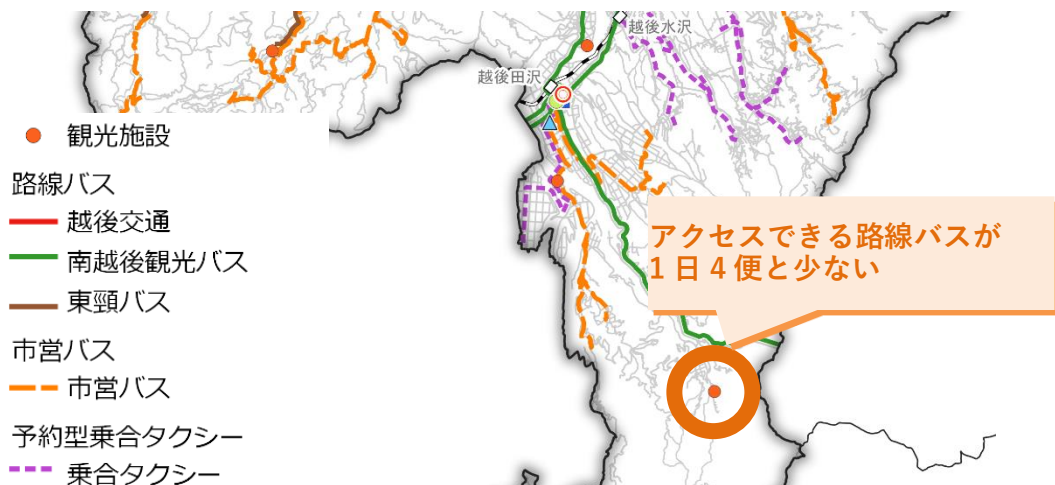 越後水沢
越後田沢
観光施設
路線バス
越後交通
南越後観光バス
東頸バス
市営バス
市営バス
予約型乗合タクシー
乗合タクシー
アクセスできる路線バスが
1日4便と少ない